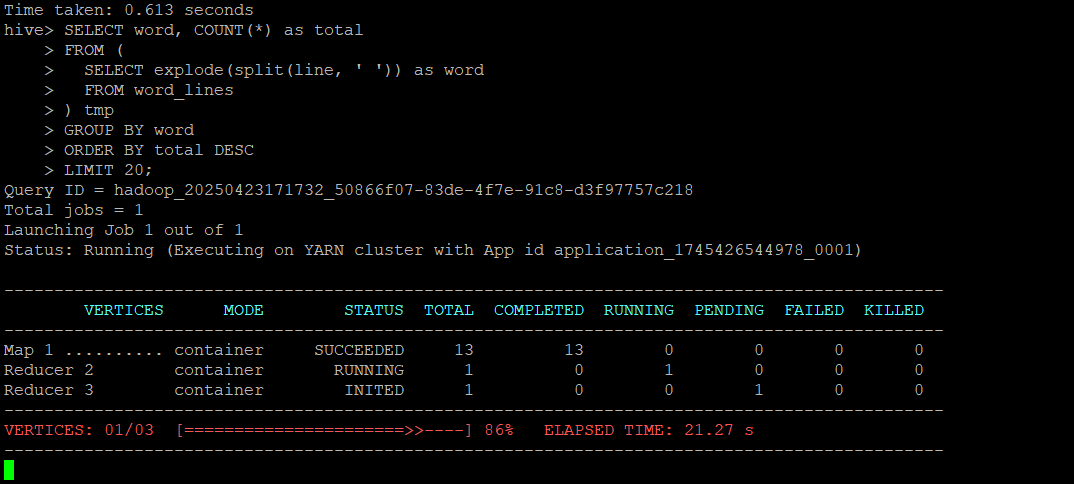 Time taken: 0.613 seconds
hive> SELECT word, COUNT(*) as total
    > FROM (
    >   SELECT explode(split(line, ' ')) as word
    >   FROM word_lines
    > ) tmp
    > GROUP BY word
    > ORDER BY total DESC
    > LIMIT 20;
Query ID = hadoop_20250423171732_50866f07-83de-4f7e-91c8-d3f97757c218
Total jobs = 1
Launching Job 1 out of 1
Status: Running (Executing on YARN cluster with App id application_1745426544978_0001)
----------------------------------------------------------------------------------------------
        VERTICES      MODE        STATUS  TOTAL  COMPLETED  RUNNING  PENDING  FAILED  KILLED
----------------------------------------------------------------------------------------------
Map 1 .......... container     SUCCEEDED     13         13        0        0       0       0
Reducer 2        container       RUNNING      1          0        1        0       0       0
Reducer 3        container        INITED      1          0        0        1       0       0
----------------------------------------------------------------------------------------------
VERTICES: 01/03  [======================>>----] 86%   ELAPSED TIME: 21.27 s
----------------------------------------------------------------------------------------------